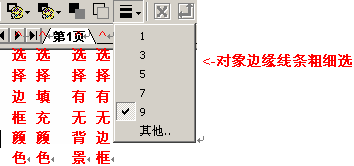 第1页
1
3
5
7
9
其他..
<-对象边缘线条粗细选
选择边框颜色
选择填充颜色
选择有无背景
选择有无边框